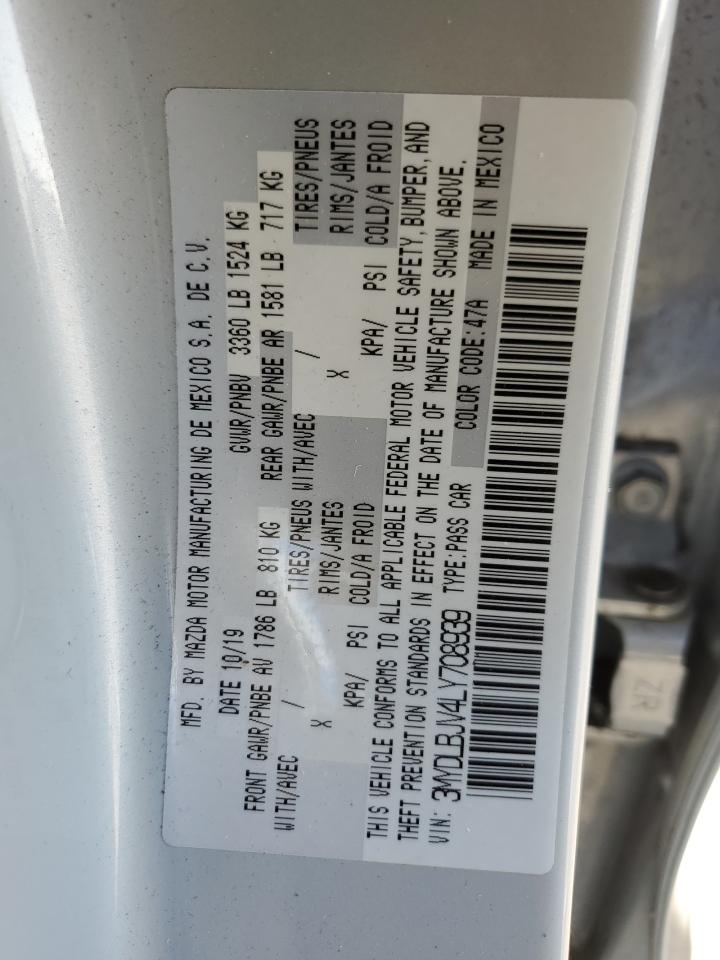 MFD. BY MAZDA MOTOR MANUFACTURING DE MEXICO S.A. DE C.V.
DATE 10/19 GVWR/PNBV 3360 LB 1524 KG
FRONT GAWR/PNBE AV 1786 LB 810 KG REAR GAWR/PNBE AR 1581 LB 717 KG
WITH/AVEC / TIRES/PNEUS WITH/AVEC / TIRES/PNEUS
X RIMS/JANTES X RIMS/JANTES
KPA/ PSI COLD/A FROID KPA/ PSI COLD/A FROID
THIS VEHICLE CONFORMS TO ALL APPLICABLE FEDERAL MOTOR VEHICLE SAFETY, BUMPER, AND
THEFT PREVENTION STANDARDS IN EFFECT ON THE DATE OF MANUFACTURE SHOWN ABOVE.
VIN: 3MYDLBJV4LY708939 TYPE:PASS CAR COLOR CODE:47A MADE IN MEXICO
ZR